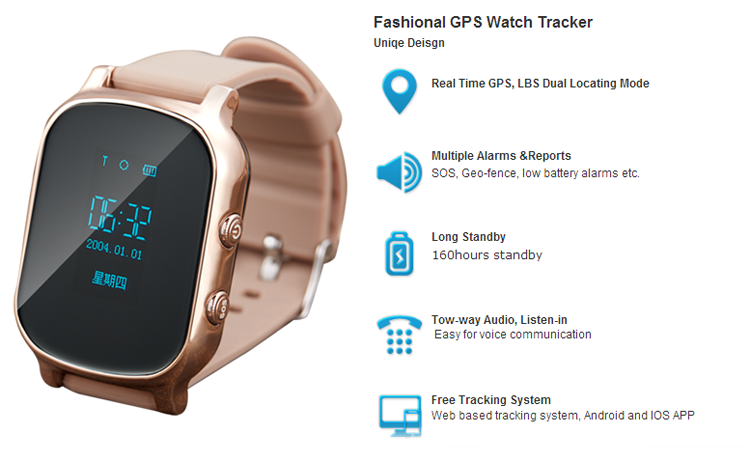 Fashional GPS Watch Tracker
Uniqe Deisgn
Real Time GPS, LBS Dual Locating Mode
Multiple Alarms &Reports
SOS, Geo-fence, low battery alarms etc.
Long Standby
160hours standby
Tow-way Audio, Listen-in
Easy for voice communication
Free Tracking System
Web based tracking system, Android and IOS APP
06:32
2004.01.01
星期四